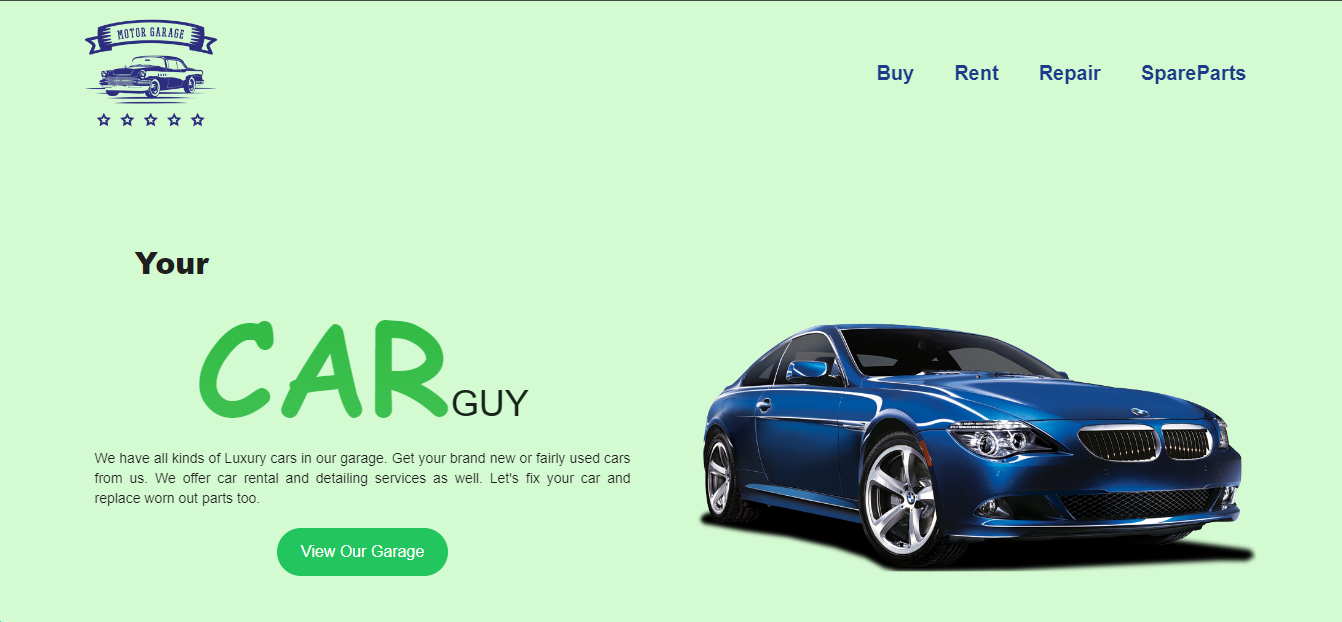 MOTOR GARAGE
Buy Rent Repair SpareParts
Your
CAR GUY
We have all kinds of Luxury cars in our garage. Get your brand new or fairly used cars
from us. We offer car rental and detailing services as well. Let's fix your car and
replace worn out parts too.
View Our Garage